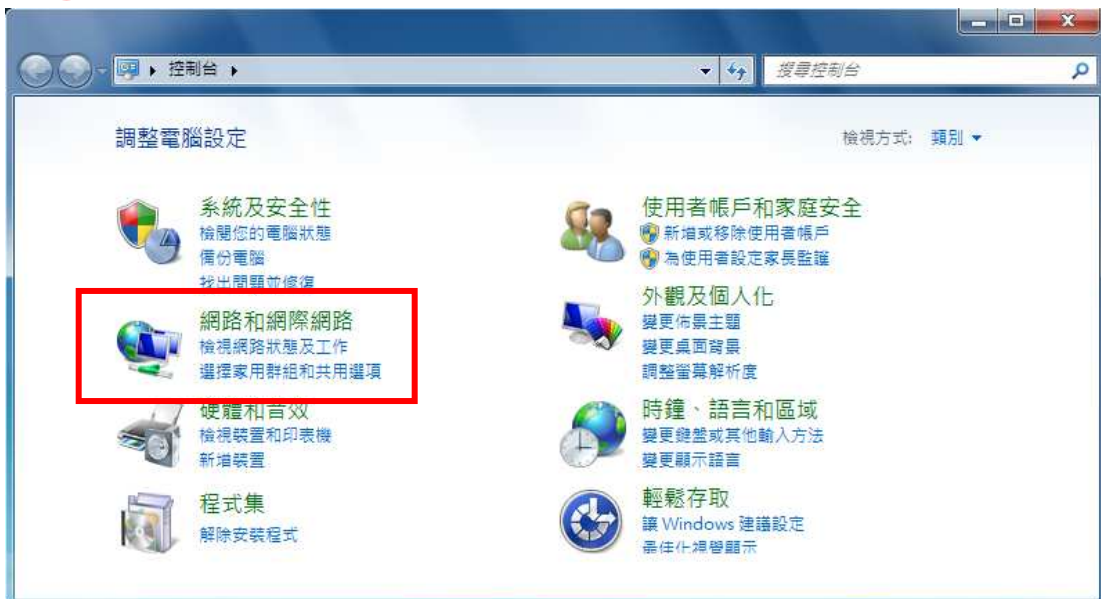 控制台
搜尋控制台
調整電腦設定
檢視方式: 類別
系統及安全性
檢閱您的電腦狀態
備份電腦
找出問題並修復
網路和網際網路
檢視網路狀態及工作
選擇家用群組和共用選項
硬體和音效
檢視裝置和印表機
新增裝置
程式集
解除安裝程式
使用者帳戶和家庭安全
新增或移除使用者帳戶
為使用者設定家長監護
外觀及個人化
變更佈景主題
變更桌面背景
調整螢幕解析度
時鐘、語言和區域
變更鍵盤或其他輸入方法
變更顯示語言
輕鬆存取
讓 Windows 建議設定
最佳化視覺顯示